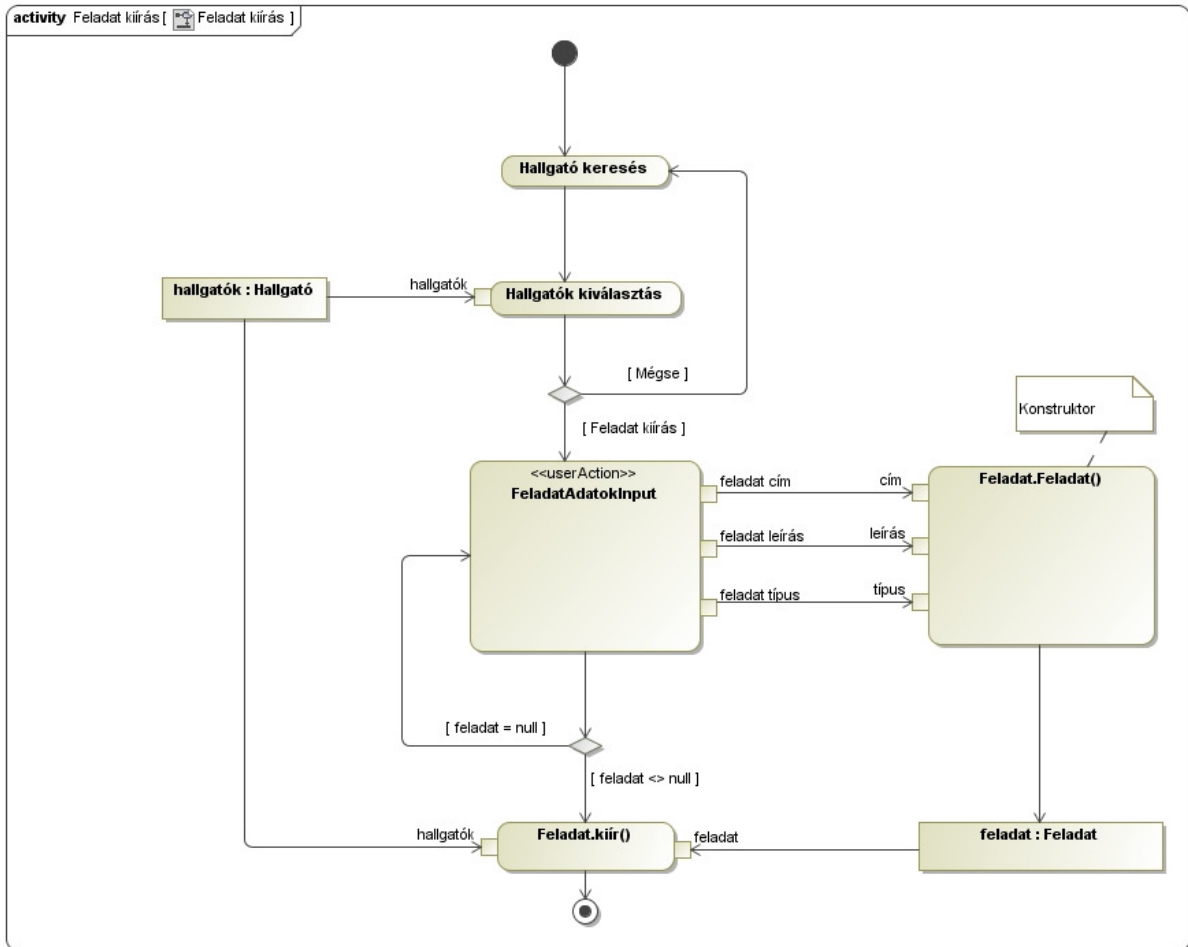 activity Feladat kiírás [ Feladat kiírás ]
Hallgató keresés
hallgatók : Hallgató
hallgatók
Hallgatók kiválasztás
[ Mégse ]
[ Feladat kiírás ]
Konstruktor
<<userAction>>
FeladatAdatokInput
feladat cím
cím
Feladat.Feladat()
feladat leírás
leírás
feladat típus
típus
[ feladat = null ]
[ feladat <> null ]
hallgatók
Feladat.kiír()
feladat
feladat : Feladat